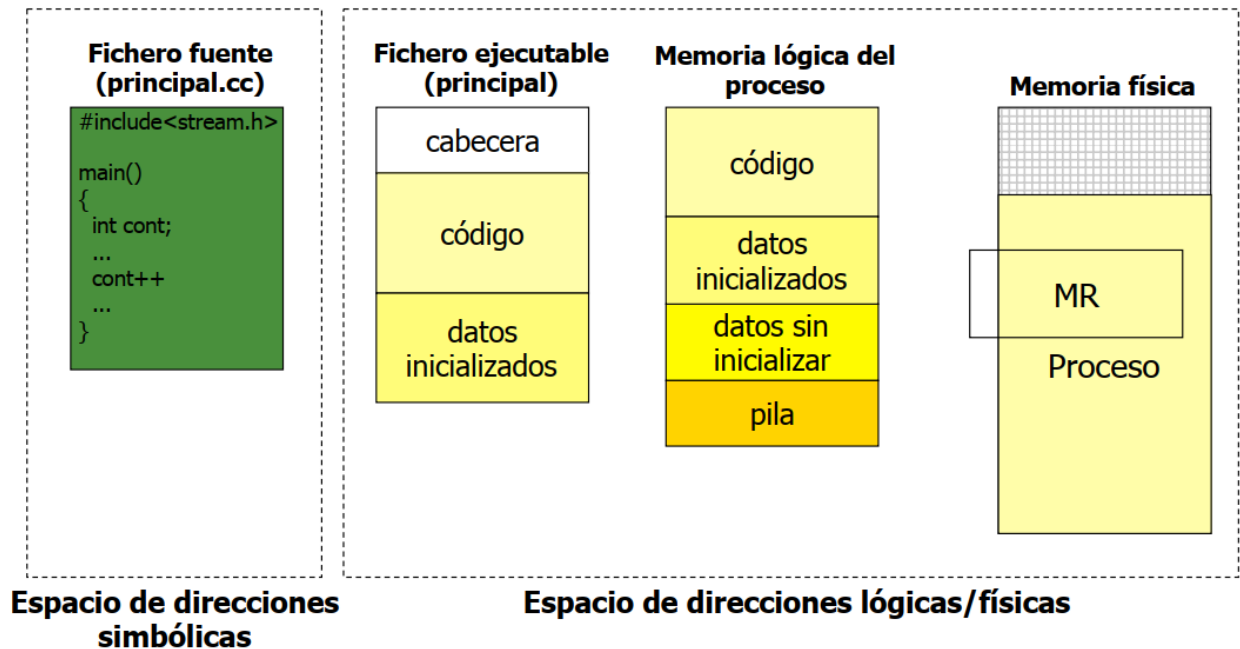 Fichero fuente
(principal.cc)
#include<stream.h>
main()
{
int cont;
...
cont++
...
}
Espacio de direcciones
simbólicas
Fichero ejecutable
(principal)
cabecera
código
datos
inicializados
Memoria lógica del
proceso
código
datos
inicializados
datos sin
inicializar
pila
Memoria física
MR
Proceso
Espacio de direcciones lógicas/físicas